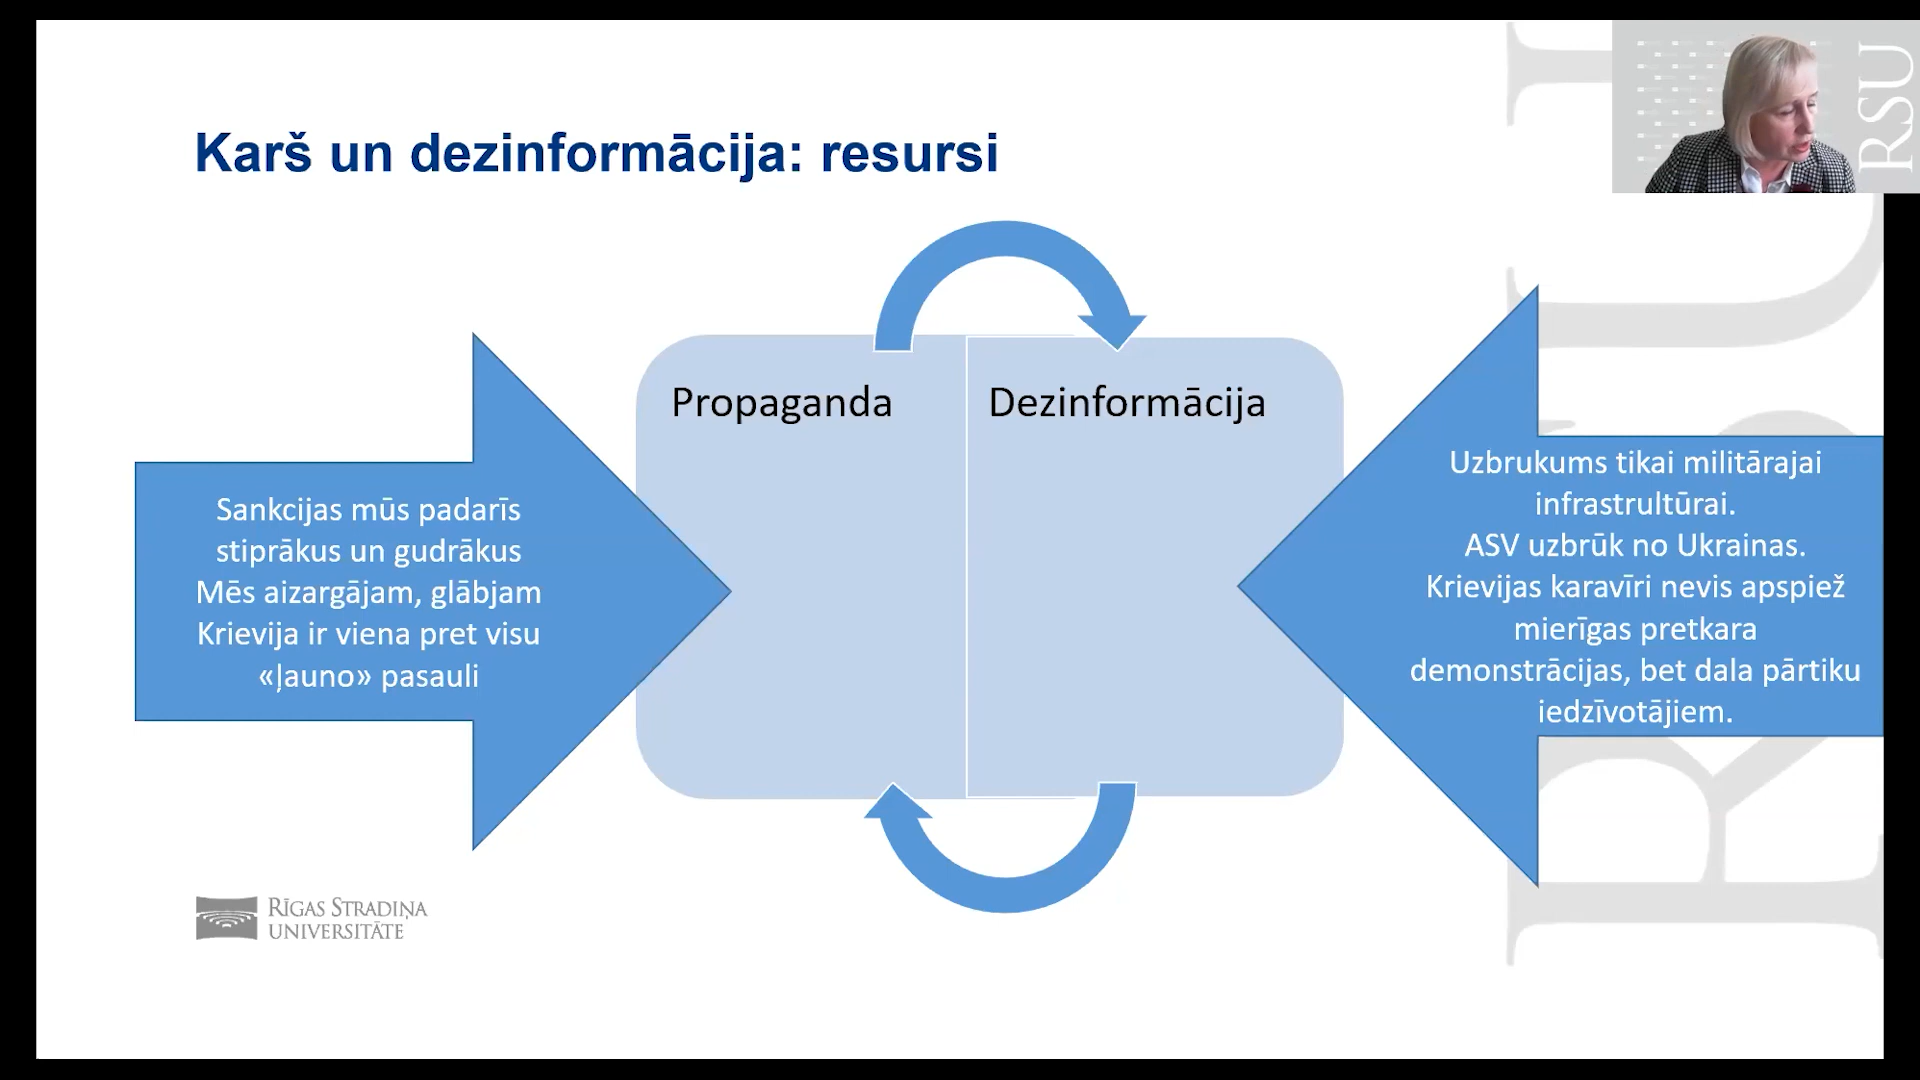 Karš un dezinformācija: resursi
RSU
Propaganda
Dezinformācija
Sankcijas mūs padarīs
stiprākus un gudrākus
Mēs aizargājam, glābjam
Krievija ir viena pret visu
«ļauno» pasauli
Uzbrukums tikai militārajai
infrastrultūrai.
ASV uzbrūk no Ukrainas.
Krievijas karavīri nevis apspiež
mierīgas pretkara
demonstrācijas, bet dala pārtiku
iedzīvotājiem.
RĪGAS STRADIŅA
UNIVERSITĀTE
RSU